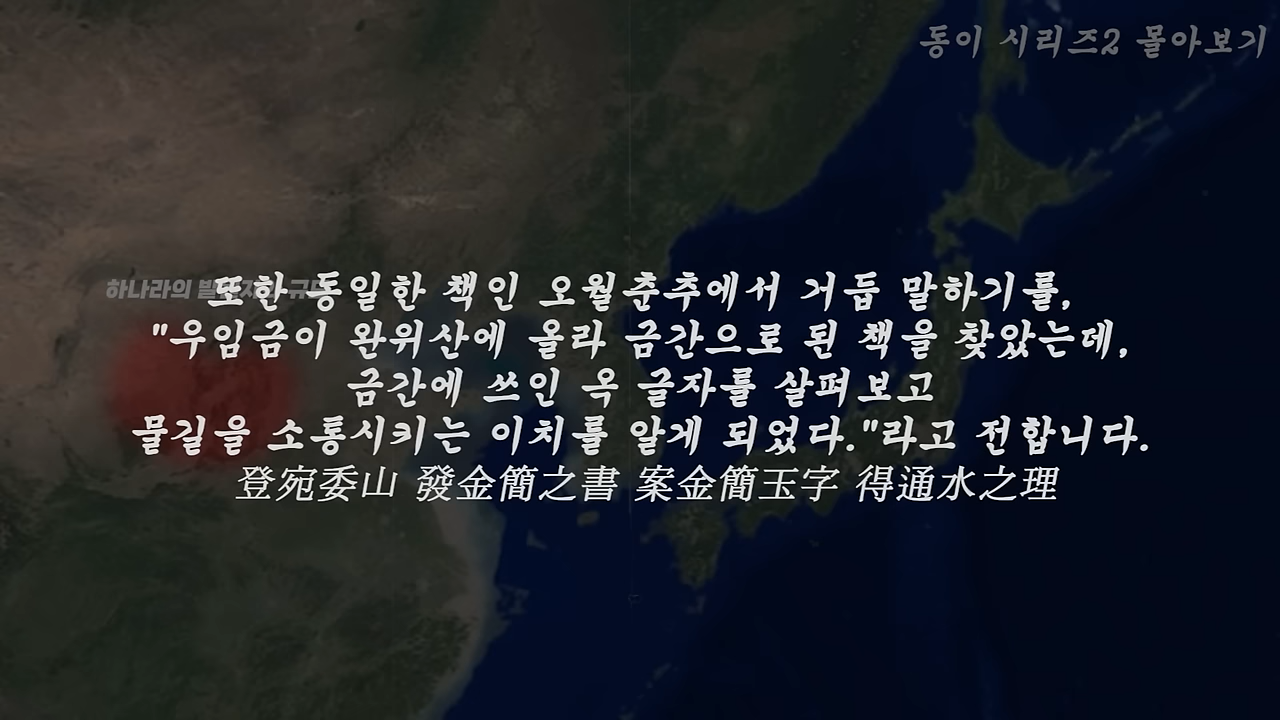 동이 시리즈2 몰아보기
하나라의
또한 동일한 책인 오월춘추에서 거듭 말하기를,
"우임금이 완위산에 올라 금간으로 된 책을 찾았는데,
금간에 쓰인 옥 글자를 살펴보고
물길을 소통시키는 이치를 알게 되었다."라고 전합니다.
登宛委山 發金簡之書 案金簡玉字 得通水之理